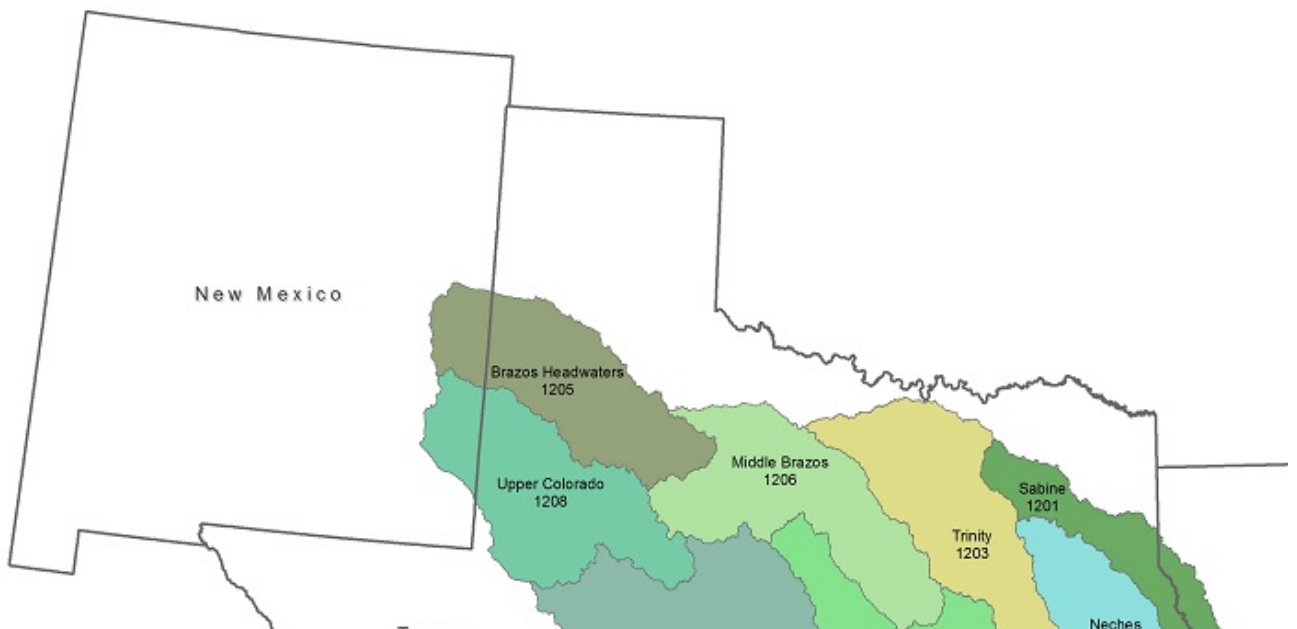 New Mexico
Brazos Headwaters
1205
Middle Brazos
1206
Upper Colorado
1208
Sabine
1201
Trinity
1203
Neches